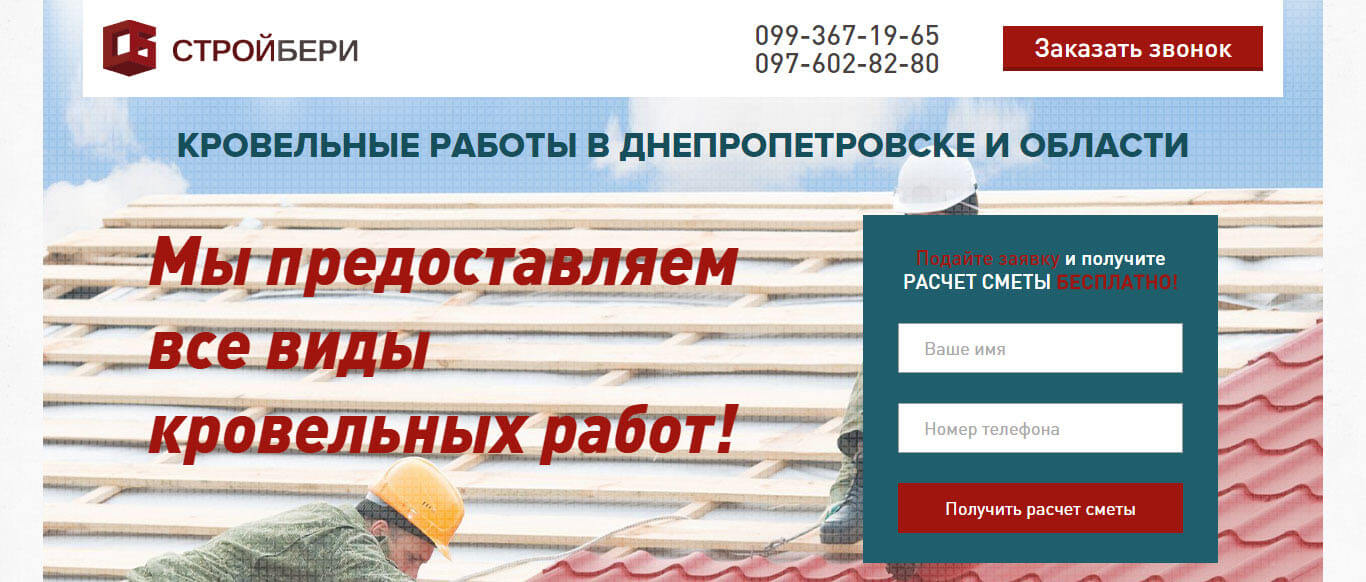 СТРОЙБЕРИ
099-367-19-65
097-602-82-80
Заказать звонок
КРОВЕЛЬНЫЕ РАБОТЫ В ДНЕПРОПЕТРОВСКЕ И ОБЛАСТИ
Мы предоставляем
все виды
кровельных работ!
Подайте заявку и получите
РАСЧЕТ СМЕТЫ БЕСПЛАТНО!
Ваше имя
Номер телефона
Получить расчет сметы